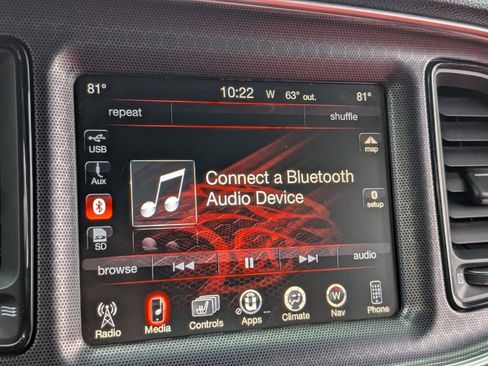 81° 10:22 W 63° out. 81°
repeat shuffle
USB
map
Aux
Connect a Bluetooth
Audio Device
setup
SD
browse audio
Radio Media Controls Apps ... Climate W Nav Phone